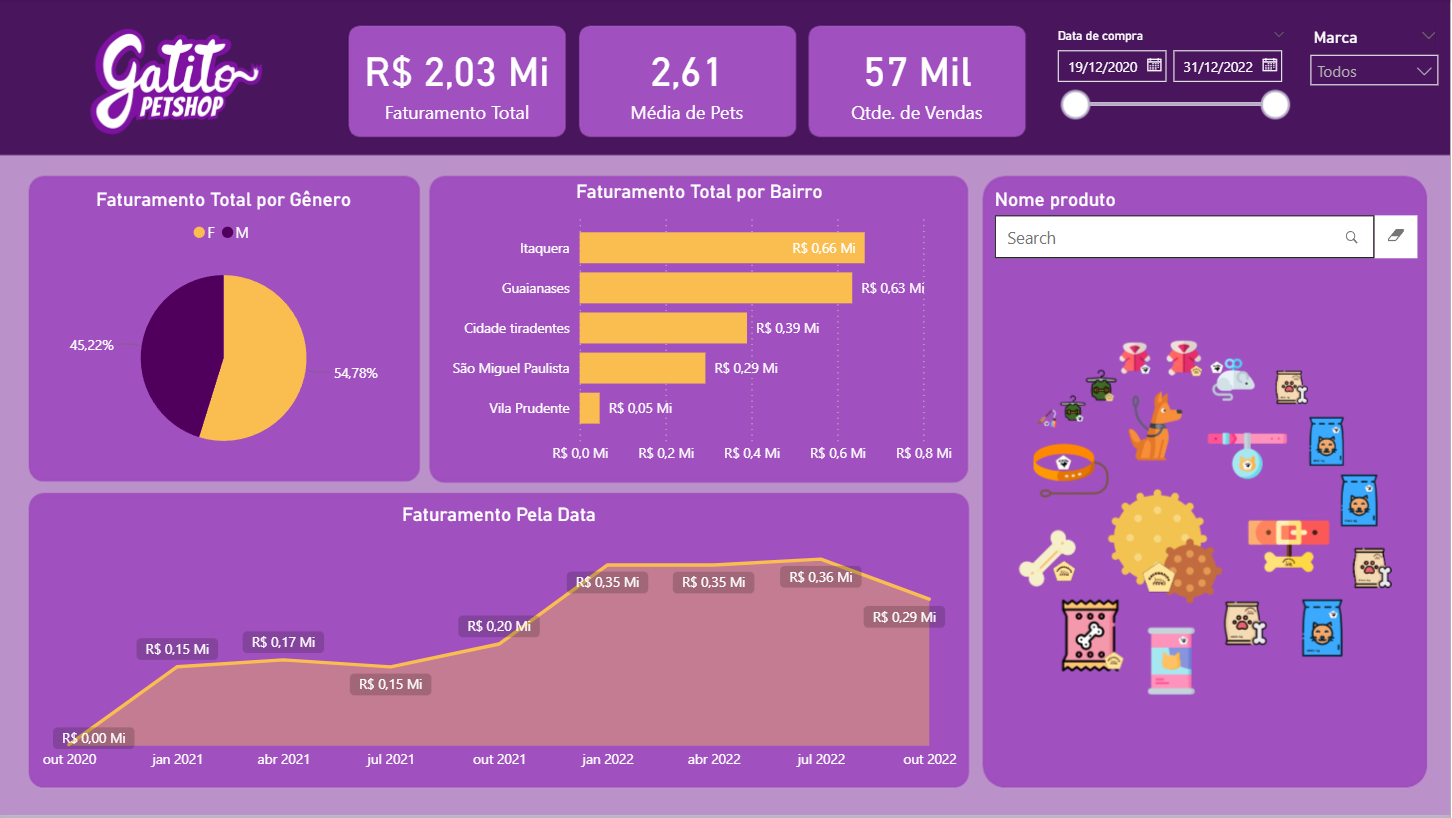 Gatito
PETSHOP
R$ 2,03 Mi
Faturamento Total
2,61
Média de Pets
57 Mil
Qtde. de Vendas
Data de compra
19/12/2020
31/12/2022
Marca
Todos
Faturamento Total por Gênero
F
M
45,22%
54,78%
Faturamento Total por Bairro
Itaquera
R$ 0,66 Mi
Guaianases
R$ 0,63 Mi
Cidade tiradentes
R$ 0,39 Mi
São Miguel Paulista
R$ 0,29 Mi
Vila Prudente
R$ 0,05 Mi
R$ 0,0 Mi
R$ 0,2 Mi
R$ 0,4 Mi
R$ 0,6 Mi
R$ 0,8 Mi
Nome produto
Search
Faturamento Pela Data
R$ 0,00 Mi
R$ 0,15 Mi
R$ 0,17 Mi
R$ 0,15 Mi
R$ 0,20 Mi
R$ 0,35 Mi
R$ 0,35 Mi
R$ 0,36 Mi
R$ 0,29 Mi
out 2020
jan 2021
abr 2021
jul 2021
out 2021
jan 2022
abr 2022
jul 2022
out 2022